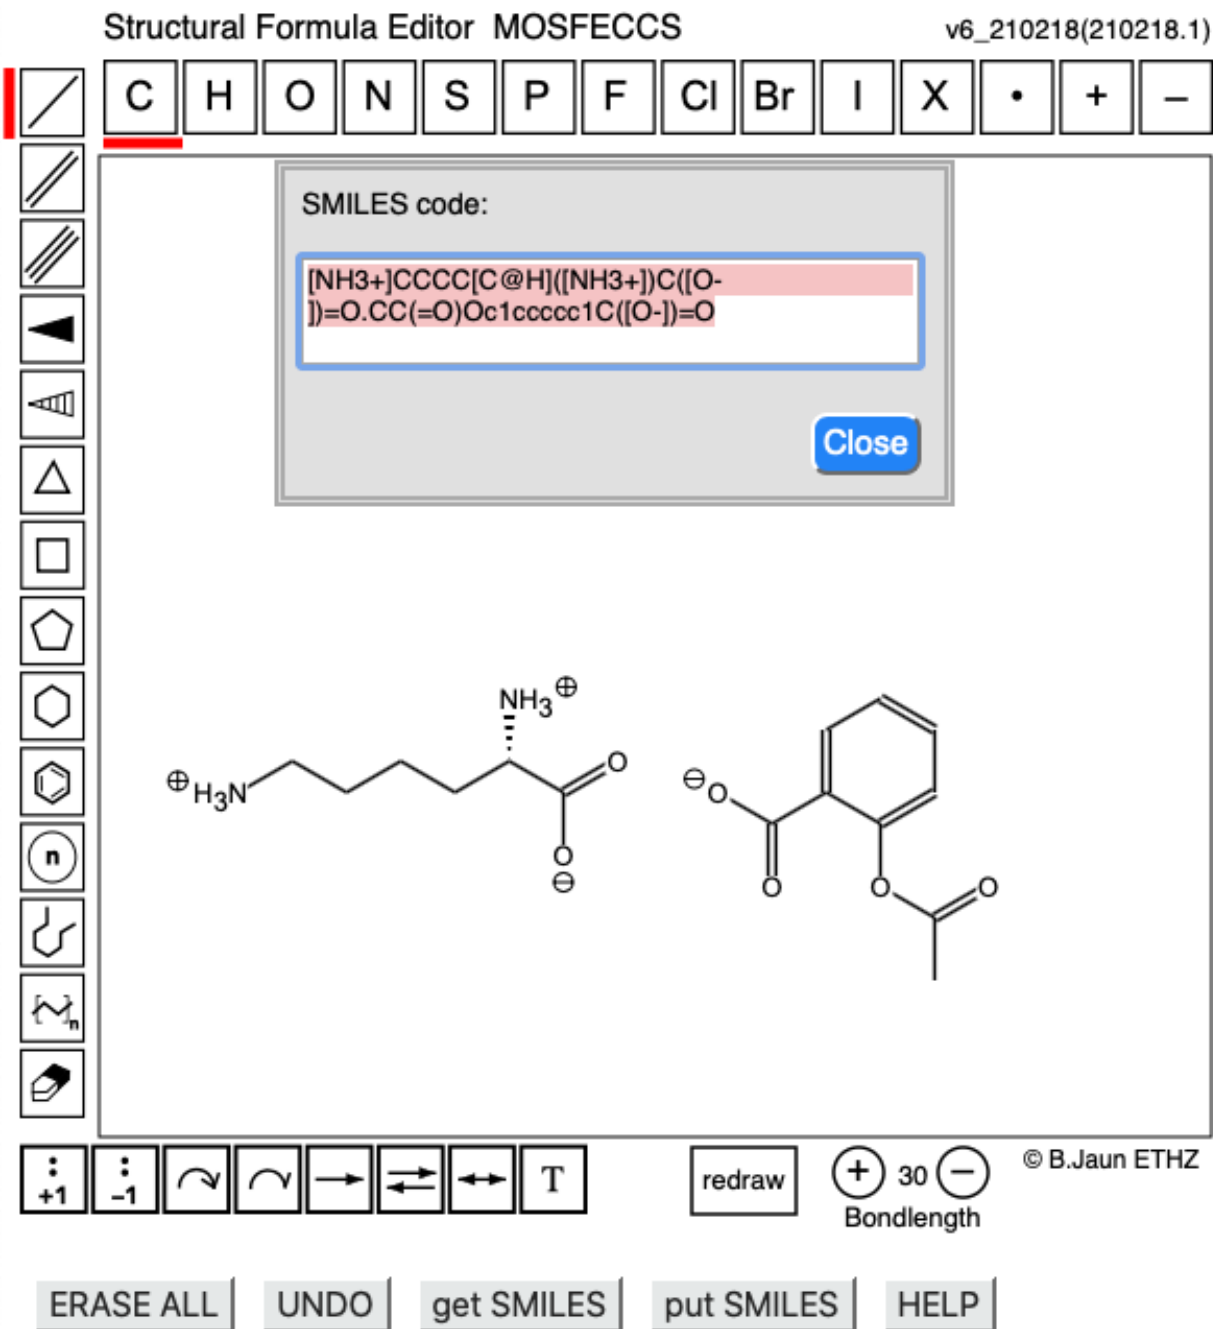 Structural Formula Editor MOSFECCS
v6_210218(210218.1)
C H O N S P F Cl Br I X • + –
SMILES code:
[NH3+]CCCC[C@H]([NH3+])C([O-
])=O.CC(=O)Oc1ccccc1C([O-])=O
Close
n
n
NH3 ⊕
⊕ H3N
O
O
⊖
⊖ O
O
O
O
+1
–1
T
redraw
+ 30 –
Bondlength
© B.Jaun ETHZ
ERASE ALL
UNDO
get SMILES
put SMILES
HELP